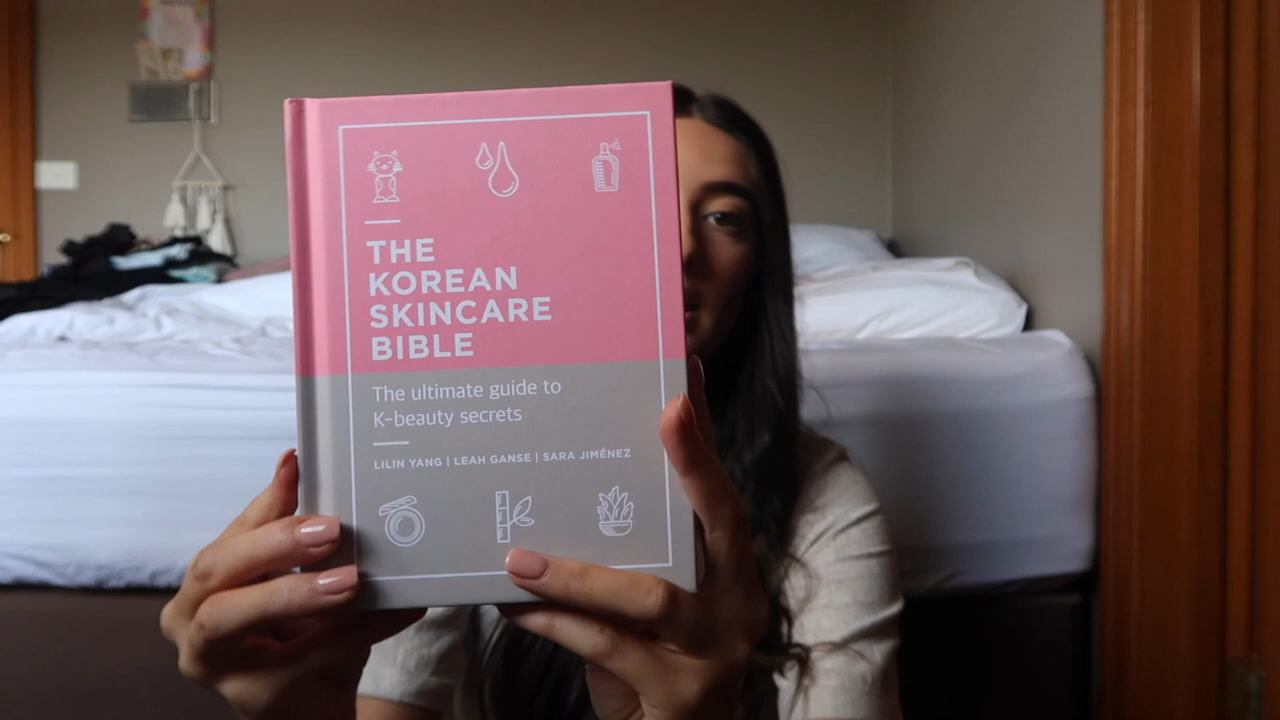 THE
KOREAN
SKINCARE
BIBLE
The ultimate guide to
K-beauty secrets
LILIN YANG | LEAH GANSE | SARA JIMÉNEZ